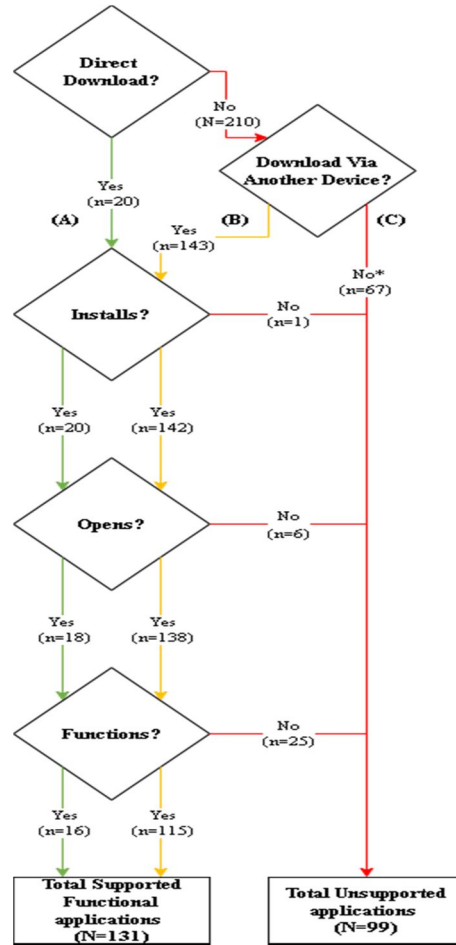 Direct
Download?
No
(N=210)
Download Via
Another Device?
Yes
(n=20)
(A)
(B)
(C)
Yes
(n=143)
No*
(n=67)
Installs?
No
(n=1)
Yes
(n=20)
Yes
(n=142)
Opens?
No
(n=6)
Yes
(n=18)
Yes
(n=138)
Functions?
No
(n=25)
Yes
(n=16)
Yes
(n=115)
Total Supported
Functional
applications
(N=131)
Total Unsupported
applications
(N=99)